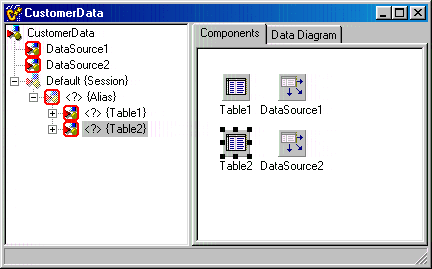 CustomerData
CustomerData
DataSource1
DataSource2
Default {Session}
<?> {Alias}
<?> {Table1}
<?> {Table2}
Components
Data Diagram
Table1 DataSource1
Table2 DataSource2